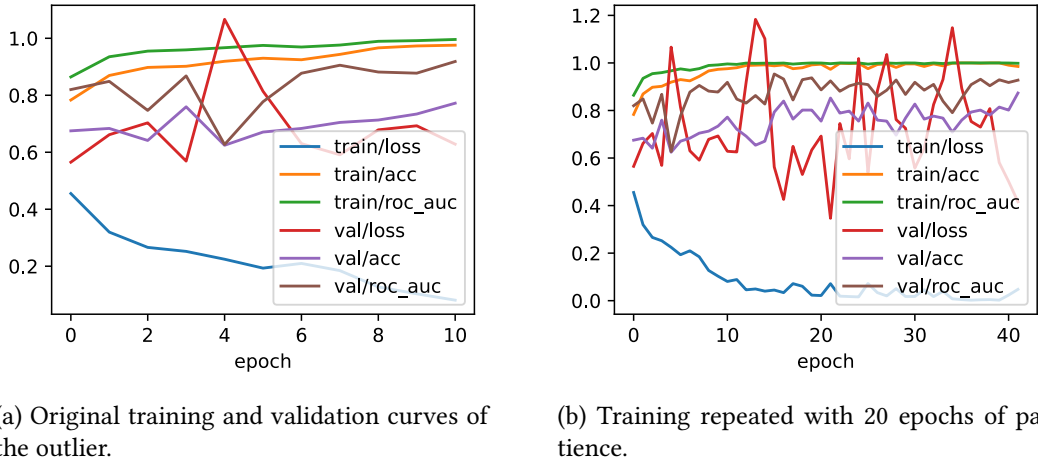 1.0
0.8
0.6
0.4
0.2
0 2 4 6 8 10
epoch
train/loss
train/acc
train/roc_auc
val/loss
val/acc
val/roc_auc
1.2
1.0
0.8
0.6
0.4
0.2
0.0
0 10 20 30 40
epoch
train/loss
train/acc
train/roc_auc
val/loss
val/acc
val/roc_auc
(a) Original training and validation curves of
the outlier.
(b) Training repeated with 20 epochs of pa-
tience.